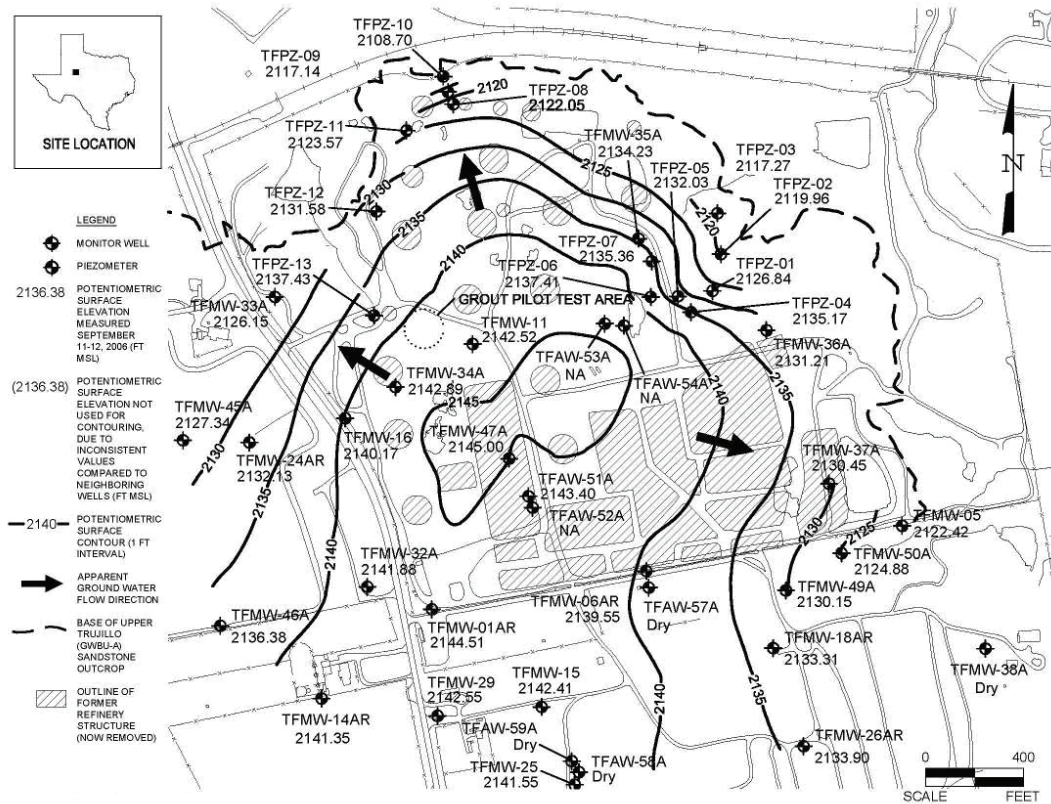 SITE LOCATION
LEGEND
MONITOR WELL
PIEZOMETER
2136.38
POTENTIOMETRIC
SURFACE
ELEVATION
MEASURED
SEPTEMBER
11-12, 2006 (FT
MSL)
(2136.38)
POTENTIOMETRIC
SURFACE
ELEVATION NOT
USED FOR
CONTOURING,
DUE TO
INCONSISTENT
VALUES
COMPARED TO
NEIGHBORING
WELLS (FT MSL)
2140
POTENTIOMETRIC
SURFACE
CONTOUR (1 FT
INTERVAL)
APPARENT
GROUND WATER
FLOW DIRECTION
BASE OF UPPER
TRUJILLO
(GWBU-A)
SANDSTONE
OUTCROP
OUTLINE OF
FORMER
REFINERY
STRUCTURE
(NOW REMOVED)
TFPZ-10
2108.70
TFPZ-09
2117.14
2120
TFPZ-08
2122.05
TFPZ-11
2123.57
TFMW-35A
2134.23
TFPZ-03
2117.27
TFPZ-05
2132.03
TFPZ-02
2119.96
2125
2130
TFPZ-12
2131.58
2135
2120
2140
TFPZ-07
2135.36
TFPZ-01
2126.84
TFPZ-13
2137.43
TFPZ-06
2137.41
GROUT PILOT TEST AREA
TFPZ-04
2135.17
TFMW-33A
2126.15
TFMW-11
2142.52
TFMW-36A
2131.21
TFAW-53A
NA
TFAW-54A
NA
TFMW-34A
2142.89
2145
2135
2140
TFMW-45A
2127.34
TFMW-16
2140.17
TFMW-47A
2145.00
2130
TFMW-24AR
2132.13
TFMW-37A
2130.45
2135
TFAW-51A
2143.40
TFAW-52A
NA
2130
2125
TFMW-05
2122.42
2140
TFMW-50A
2124.88
TFMW-32A
2141.88
TFMW-49A
2130.15
TFMW-46A
2136.38
TFMW-01AR
2144.51
TFMW-06AR
2139.55
TFAW-57A
Dry
TFMW-18AR
2133.31
TFMW-38A
Dry
TFMW-29
2142.55
TFMW-15
2142.41
2140
2135
TFMW-14AR
2141.35
TFAW-59A
Dry
TFAW-58A
Dry
TFMW-25
2141.55
TFMW-26AR
2133.90
N
0 400
SCALE FEET